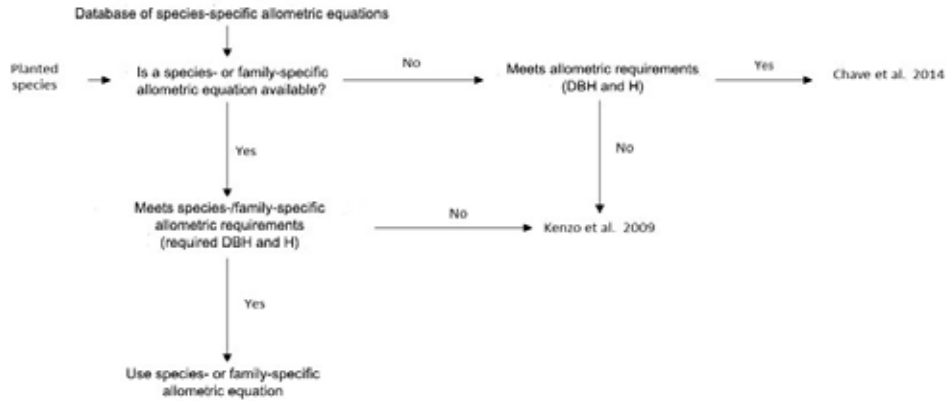 Database of species-specific allometric equations
Planted
species
Is a species- or family-specific
allometric equation available?
No
Meets allometric requirements
(DBH and H)
Yes
Chave et al. 2014
Yes
No
Meets species-/family-specific
allometric requirements
(required DBH and H)
No
Kenzo et al. 2009
Yes
Use species- or family-specific
allometric equation